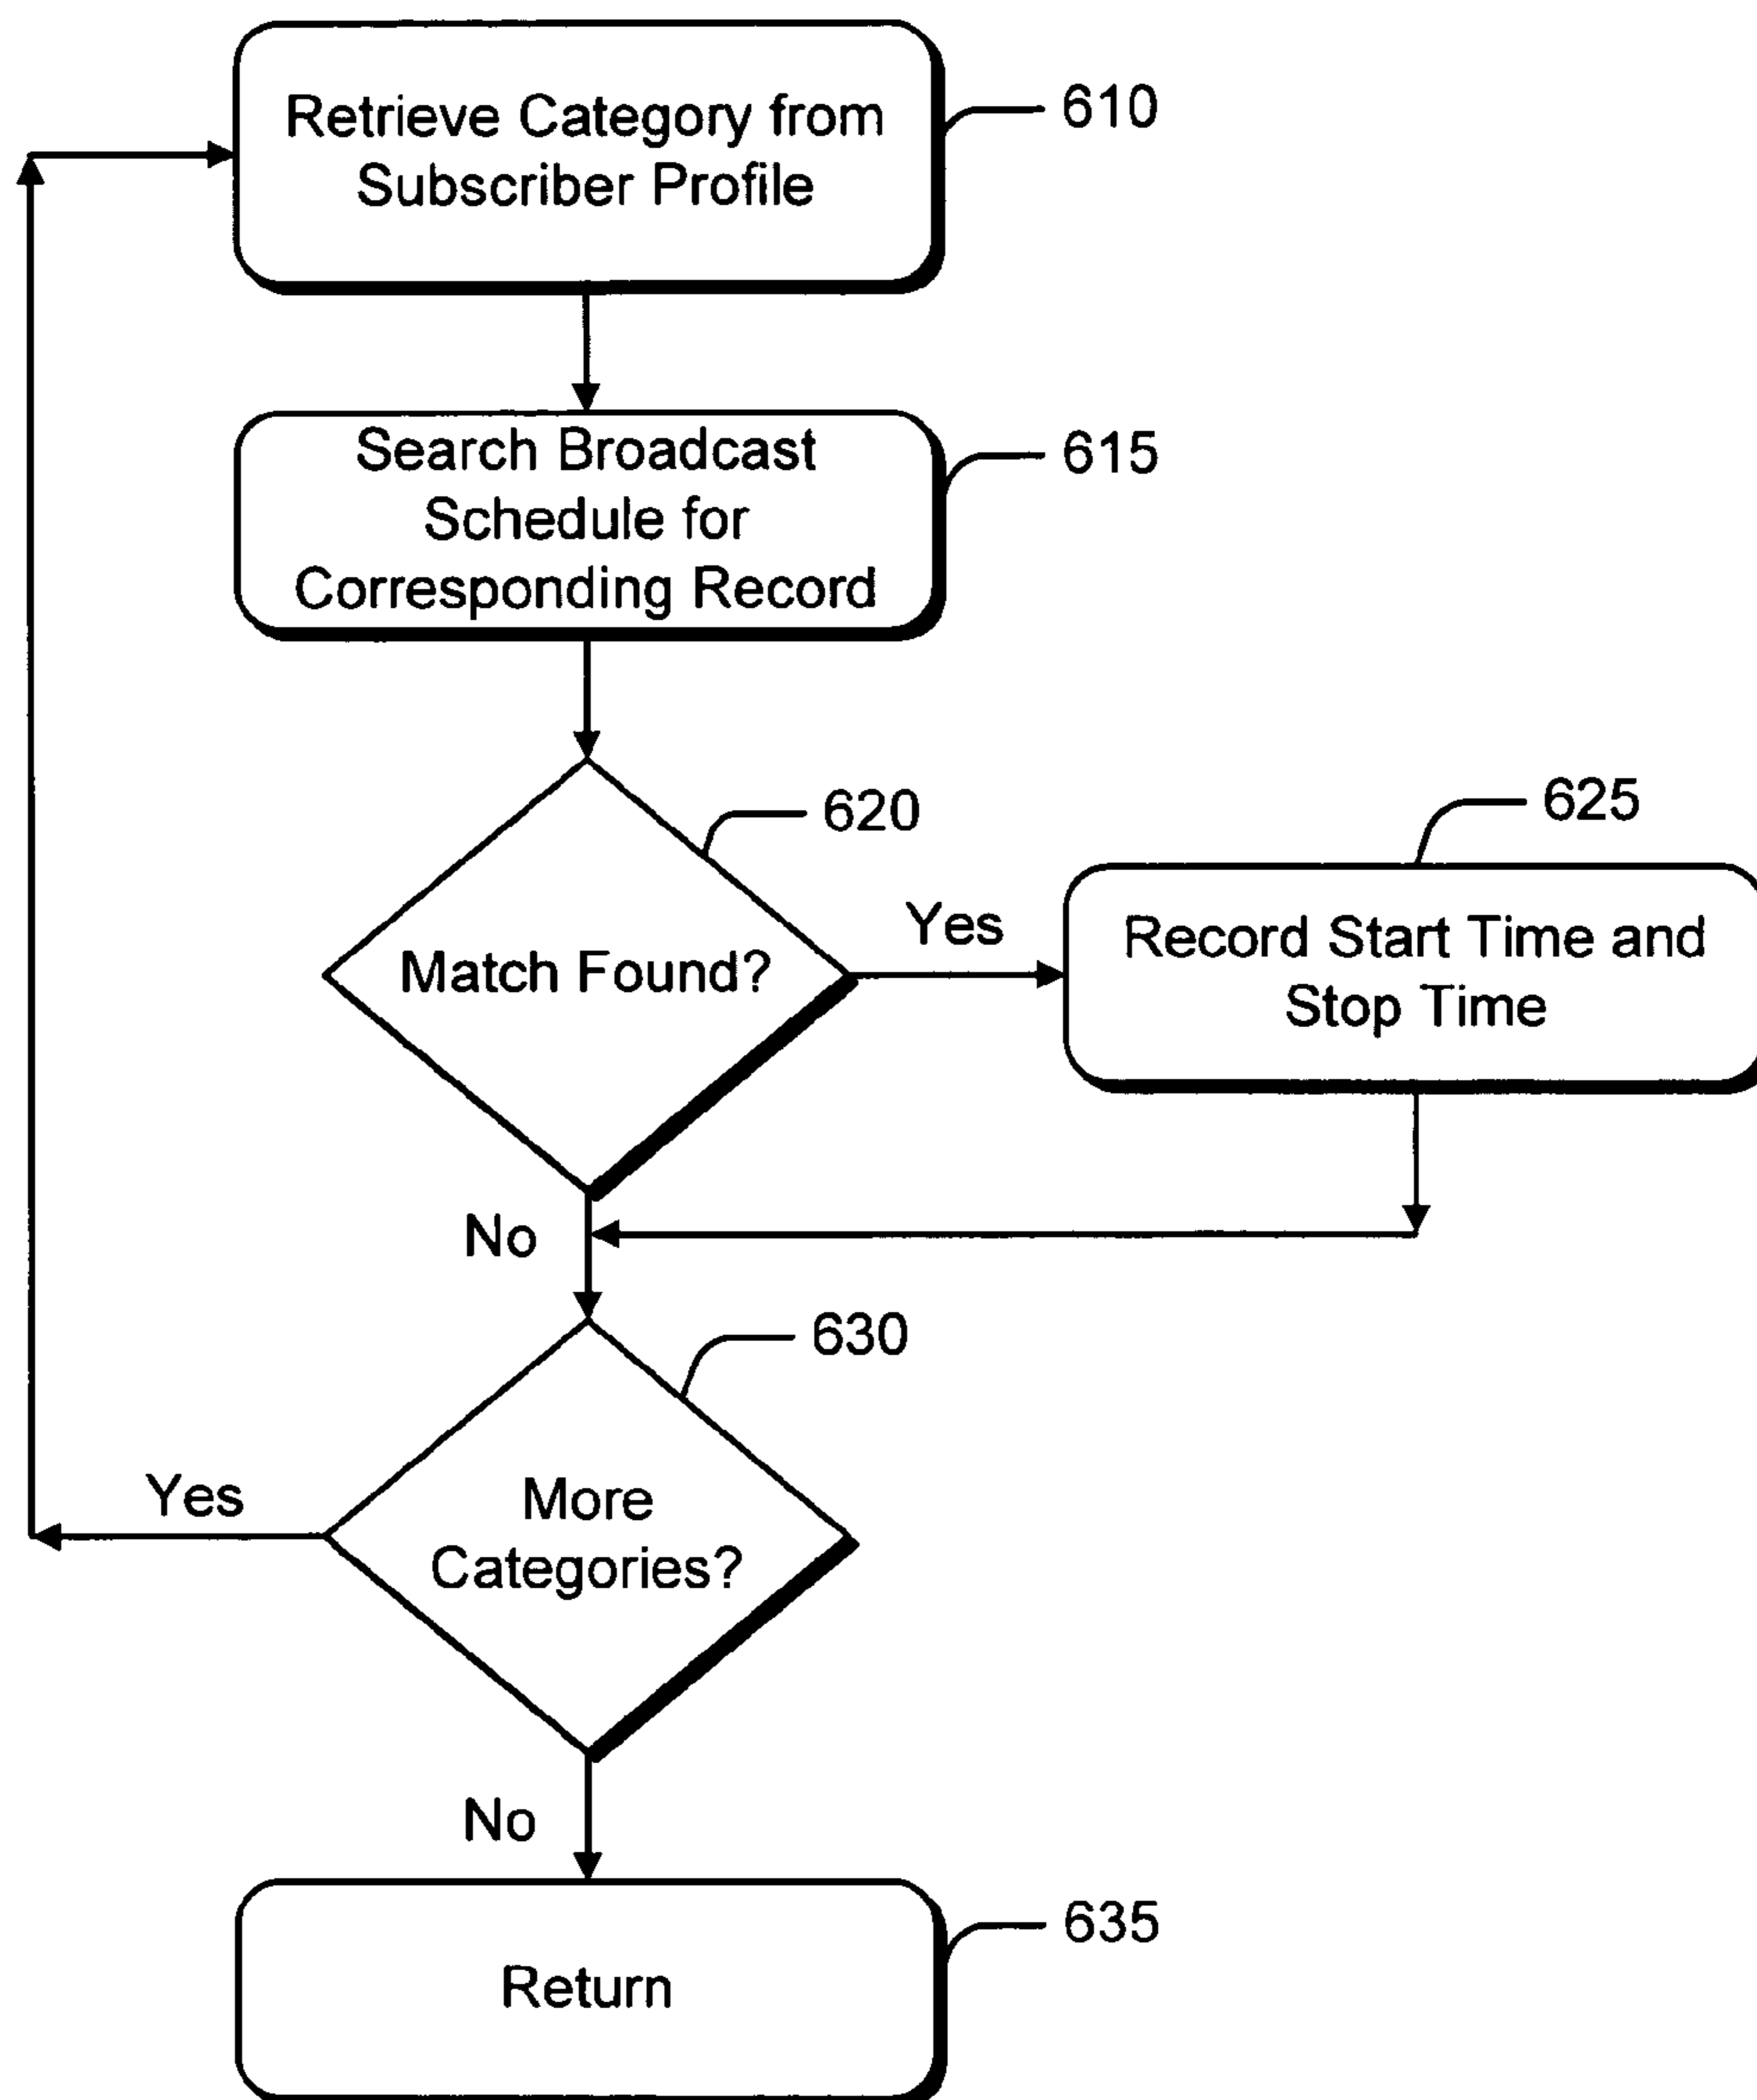 Retrieve Category from
Subscriber Profile
610
Search Broadcast
Schedule for
Corresponding Record
615
620
Match Found?
Yes
625
Record Start Time and
Stop Time
No
630
More
Categories?
Yes
No
635
Return